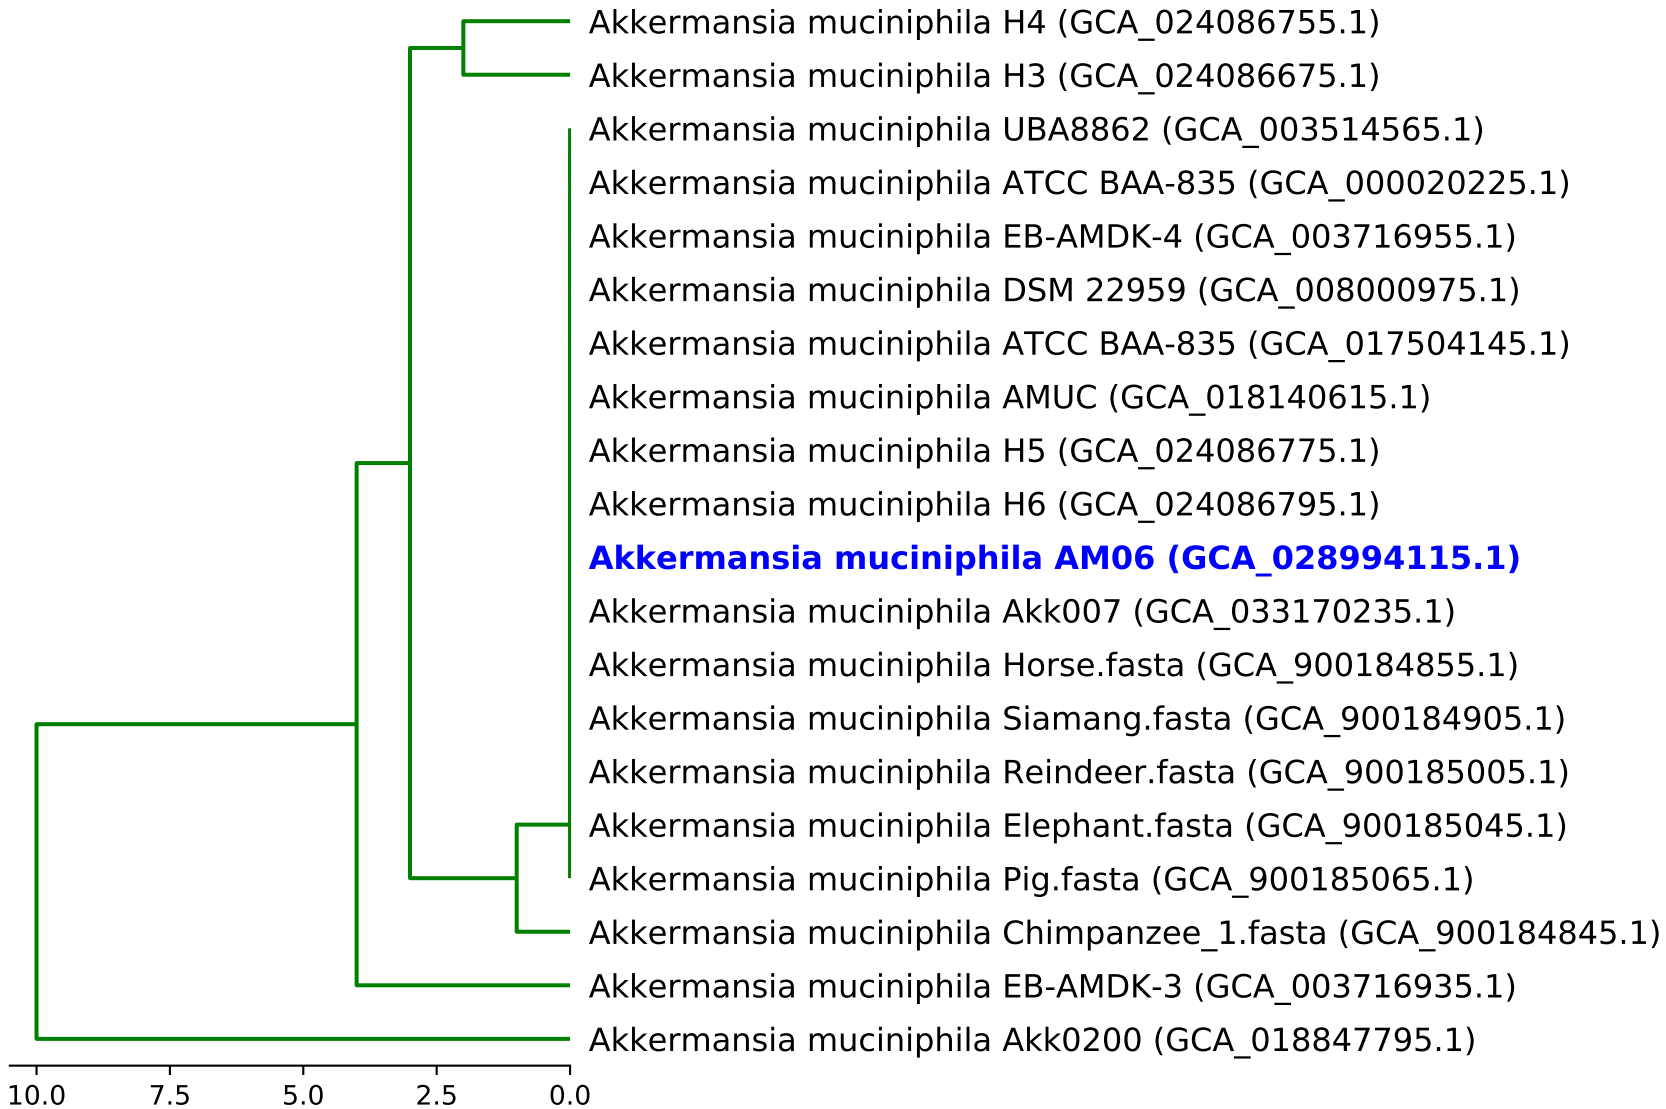 Akkermansia muciniphila H4 (GCA_024086755.1)
Akkermansia muciniphila H3 (GCA_024086675.1)
Akkermansia muciniphila UBA8862 (GCA_003514565.1)
Akkermansia muciniphila ATCC BAA-835 (GCA_000020225.1)
Akkermansia muciniphila EB-AMDK-4 (GCA_003716955.1)
Akkermansia muciniphila DSM 22959 (GCA_008000975.1)
Akkermansia muciniphila ATCC BAA-835 (GCA_017504145.1)
Akkermansia muciniphila AMUC (GCA_018140615.1)
Akkermansia muciniphila H5 (GCA_024086775.1)
Akkermansia muciniphila H6 (GCA_024086795.1)
Akkermansia muciniphila AM06 (GCA_028994115.1)
Akkermansia muciniphila Akk007 (GCA_033170235.1)
Akkermansia muciniphila Horse.fasta (GCA_900184855.1)
Akkermansia muciniphila Siamang.fasta (GCA_900184905.1)
Akkermansia muciniphila Reindeer.fasta (GCA_900185005.1)
Akkermansia muciniphila Elephant.fasta (GCA_900185045.1)
Akkermansia muciniphila Pig.fasta (GCA_900185065.1)
Akkermansia muciniphila Chimpanzee_1.fasta (GCA_900184845.1)
Akkermansia muciniphila EB-AMDK-3 (GCA_003716935.1)
Akkermansia muciniphila Akk0200 (GCA_018847795.1)
10.0 7.5 5.0 2.5 0.0